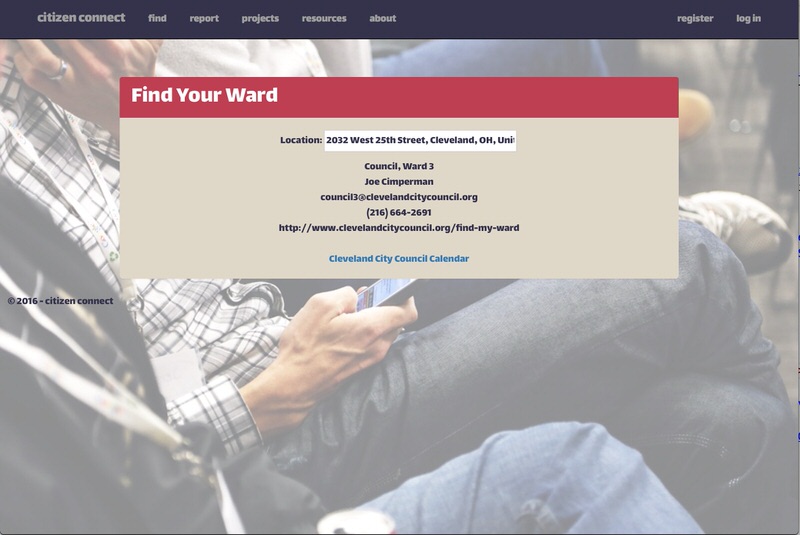 citizen connect find report projects resources about register log in
Find Your Ward
Location: 2032 West 25th Street, Cleveland, OH, Uni
Council, Ward 3
Joe Cimperman
council3@clevelandcitycouncil.org
(216) 664-2691
http://www.clevelandcitycouncil.org/find-my-ward
Cleveland City Council Calendar
© 2016 - citizen connect